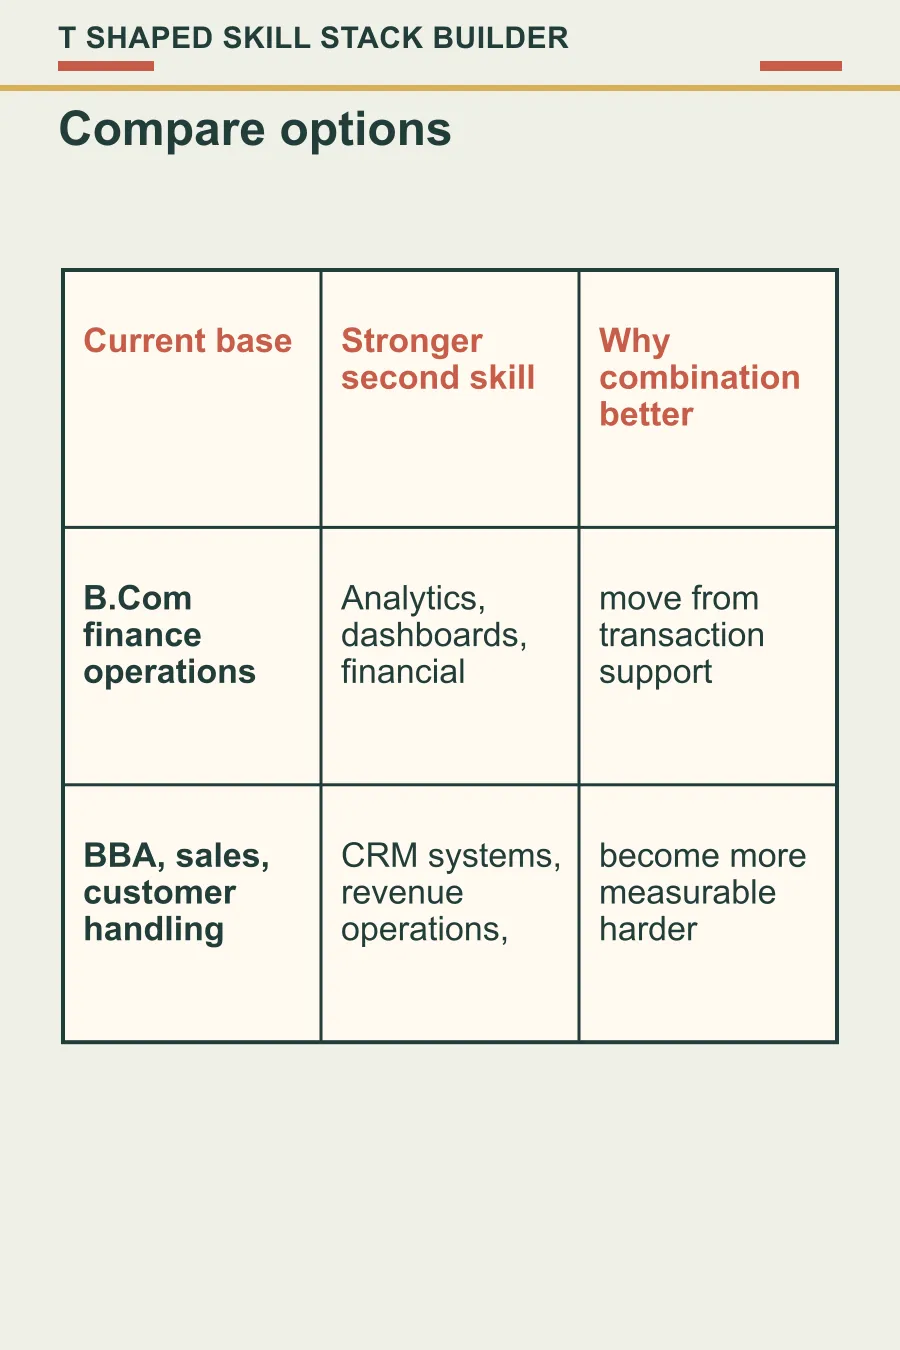 T SHAPED SKILL STACK BUILDER
Compare options
Current base
Stronger
second skill
Why
combination
better
B.Com
finance
operations
Analytics,
dashboards,
financial
move from
transaction
support
BBA, sales,
customer
handling
CRM systems,
revenue
operations,
become more
measurable
harder